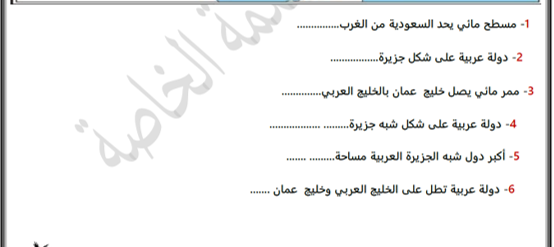 1- مسطح مائي يحد السعودية من الغرب...............
2- دولة عربية على شكل جزيرة.................
3- ممر مائي يصل خليج عمان بالخليج العربي..............
4- دولة عربية على شكل شبه جزيرة......... ..................
5- أكبر دول شبه الجزيرة العربية مساحة......... .......
6- دولة عربية تطل على الخليج العربي وخليج عمان .......
الخاصة